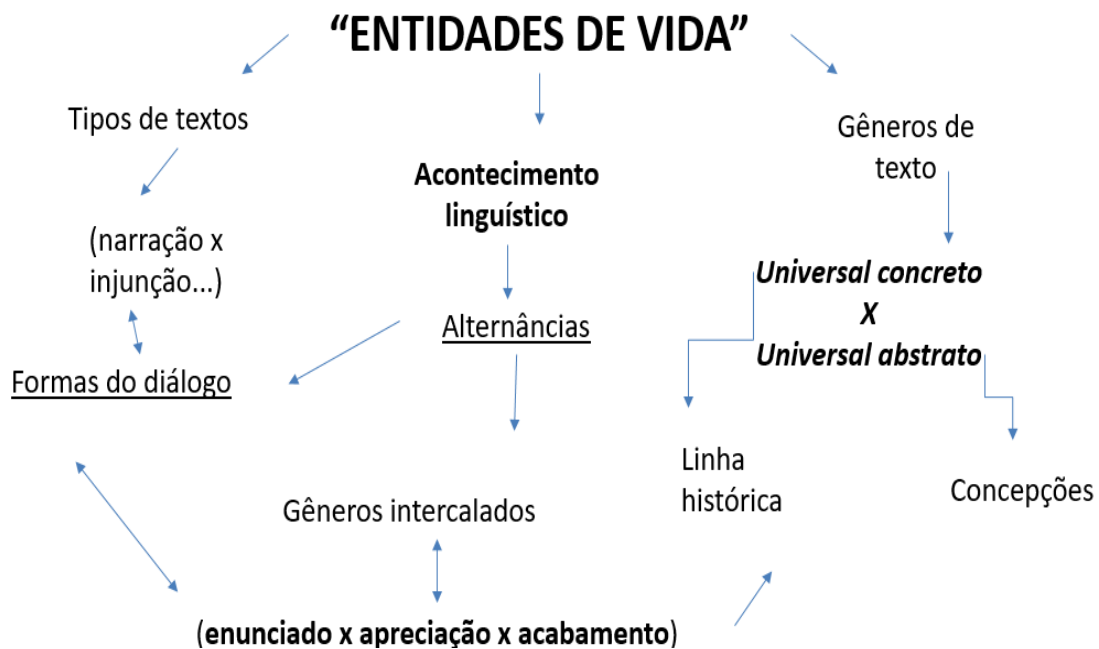 “ENTIDADES DE VIDA”
Tipos de textos
Gêneros de
texto
Acontecimento
linguístico
(narração x
injunção...)
Universal concreto
X
Universal abstrato
Alternâncias
Formas do diálogo
Linha
histórica
Concepções
Gêneros intercalados
(enunciado x apreciação x acabamento)